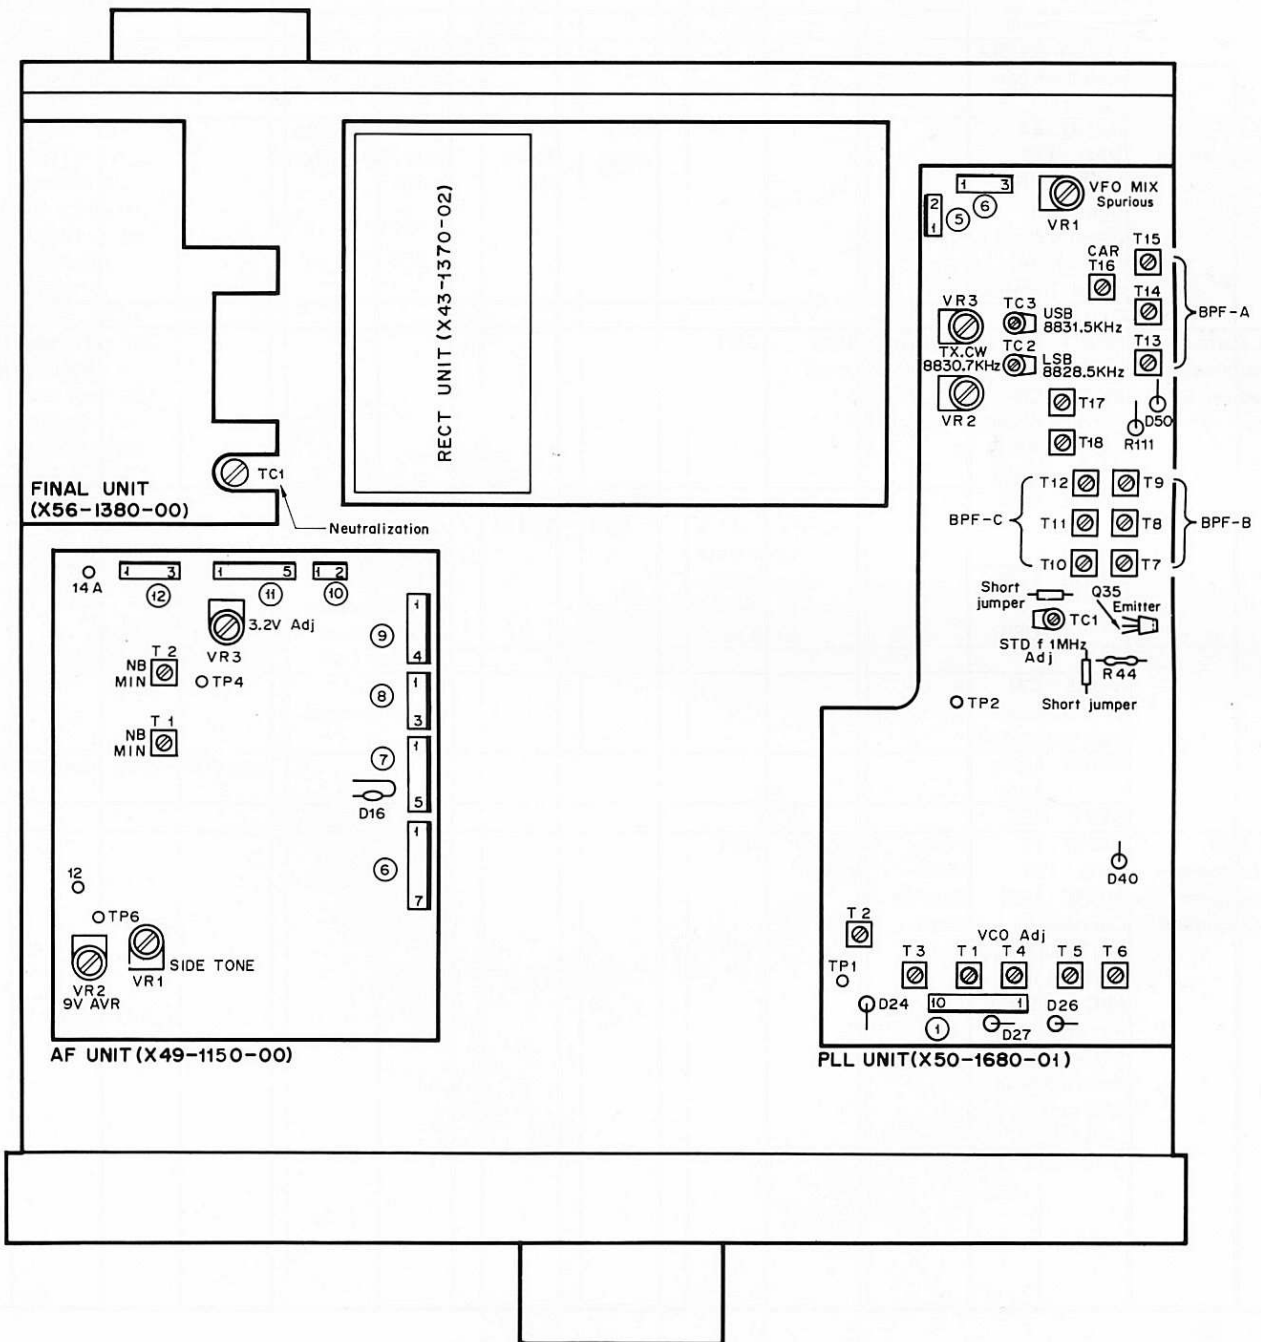 RECT UNIT (X43-1370-02)
FINAL UNIT
(X56-1380-00)
TC1
Neutralization
1 3
⑥
2
1
⑤
VFO MIX
Spurious
VR1
T15
CAR
T16
T14
BPF-A
VR3
TC3
USB
8831.5KHz
TX.CW
8830.7KHz
TC2
LSB
8828.5KHz
T13
VR2
T17
D50
R111
T18
T12
T9
BPF-C
T11
T8
BPF-B
T10
T7
Short
jumper
Q35
Emitter
TC1
STD f 1MHz
Adj
R44
Short jumper
TP2
D40
T2
VCO Adj
TP1
T3
T1
T4
T5
T6
D24
10 1
①
D27
D26
PLL UNIT(X50-1680-01)
14A
1 3
⑫
1 5
⑪
1 2
⑩
3.2V Adj
VR3
1
⑨
4
T2
NB
MIN
TP4
1
⑧
3
T1
NB
MIN
1
⑦
5
D16
1
⑥
7
12
TP6
VR2
9V AVR
VR1
SIDE TONE
AF UNIT(X49-1150-00)